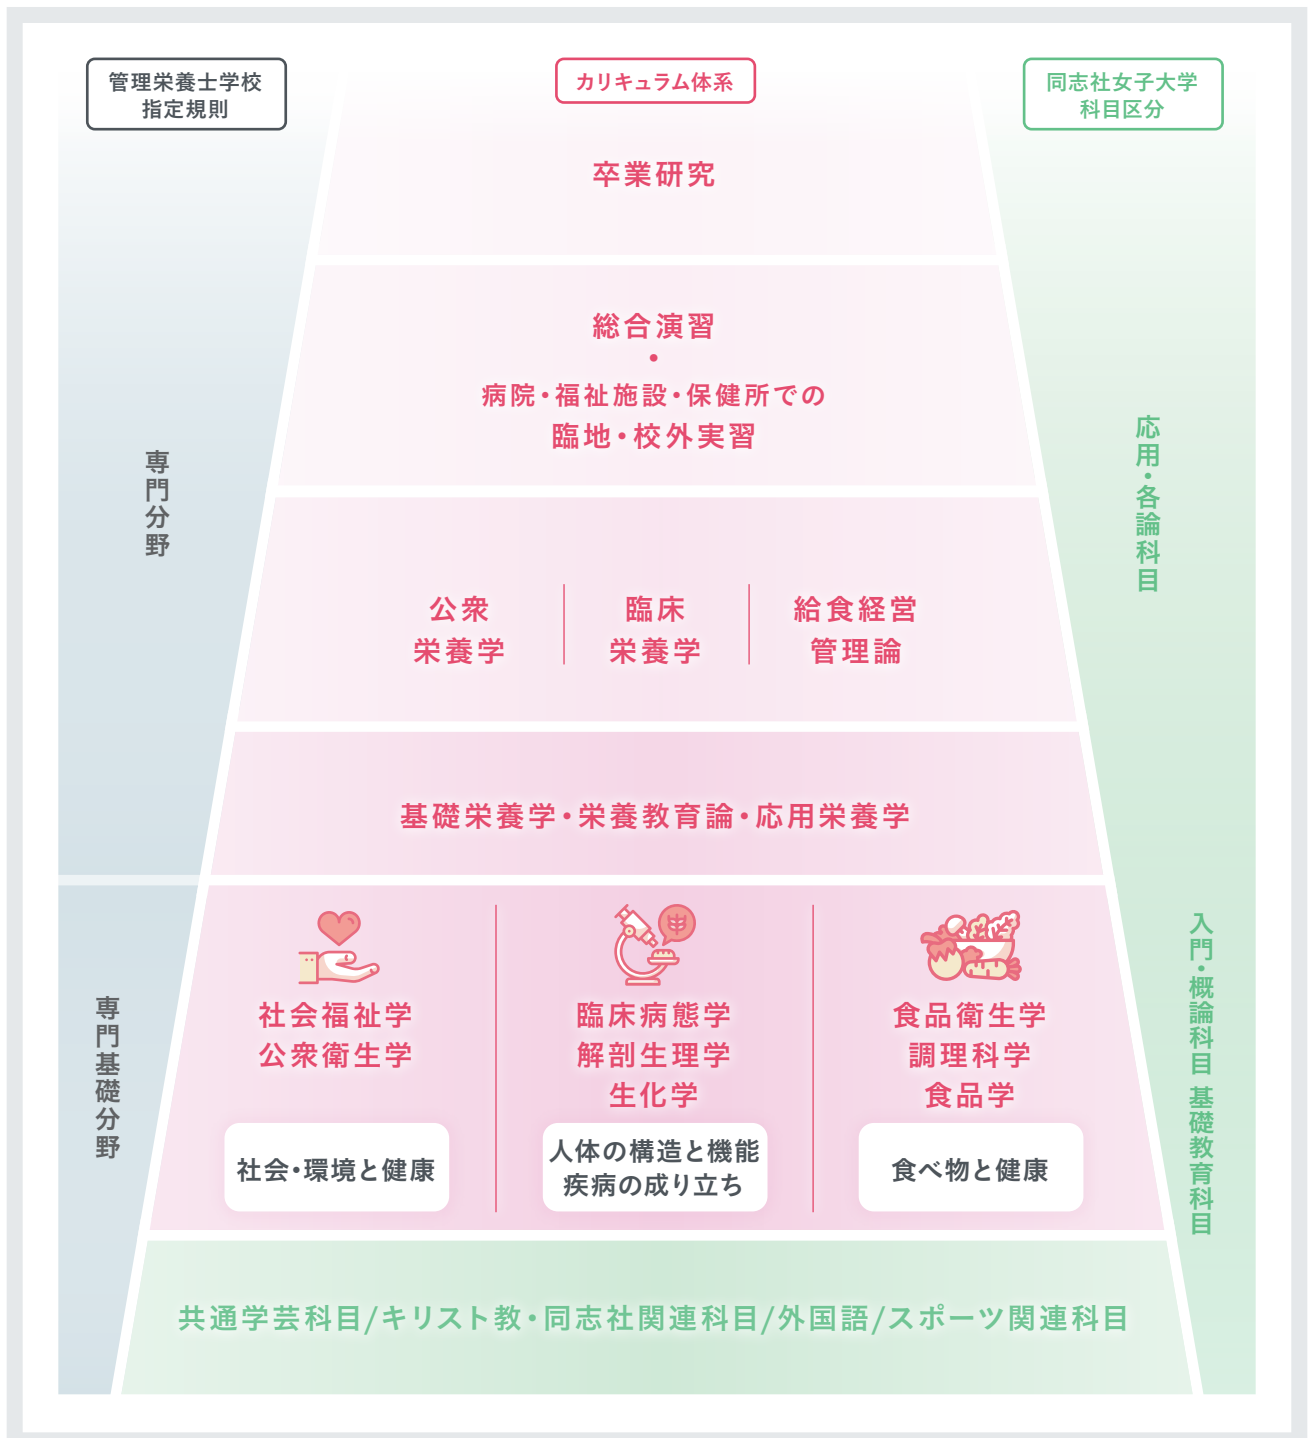 管理栄養士学校
指定規則
カリキュラム体系
同志社女子大学
科目区分
卒業研究
総合演習
・
病院・福祉施設・保健所での
臨地・校外実習
専門分野
応用・各論科目
公衆
栄養学
臨床
栄養学
給食経営
管理論
基礎栄養学・栄養教育論・応用栄養学
専門基礎分野
社会福祉学
公衆衛生学
社会・環境と健康
臨床病態学
解剖生理学
生化学
人体の構造と機能
疾病の成り立ち
食品衛生学
調理科学
食品学
食べ物と健康
入門・概論科目 基礎教育科目
共通学芸科目/キリスト教・同志社関連科目/外国語/スポーツ関連科目